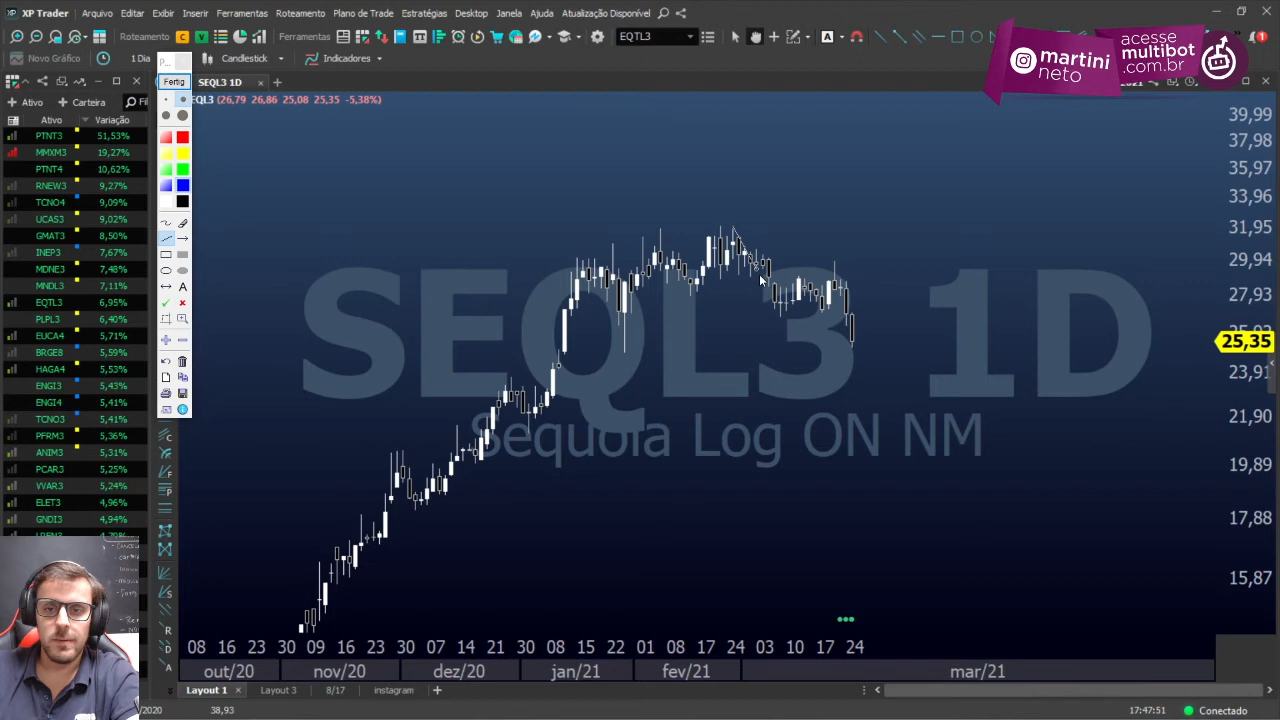 XP Trader Arquivo Editar Exibir Inserir Ferramentas Roteamento Plano de Trade Estratégias Desktop Janela Ajuda Atualização Disponível
Roteamento C V Ferramentas EQTL3 A
Novo Gráfico 1 Dia Candlestick Indicadores
martini
neto
acesse
multibot
.com.br
P...
Fertig
SEQL3 1D
Ativo Carteira Fil
SEQL3 (26,79 26,86 25,08 25,35 -5,38%)
Ativo Variação
PTNT3 51,53%
MMXM3 19,27%
PTNT4 10,62%
RNEW3 9,27%
TCNO4 9,09%
UCAS3 9,02%
GMAT3 8,50%
INEP3 7,67%
MDNE3 7,48%
MNDL3 7,11%
EQTL3 6,95%
PLPL3 6,40%
EUCA4 5,71%
BRGE8 5,59%
HAGA4 5,53%
ENGI3 5,43%
ENGI4 5,41%
TCNO3 5,41%
PFRM3 5,36%
ANIM3 5,31%
PCAR3 5,25%
VVAR3 5,24%
ELET3 4,96%
GNDI3 4,94%
SEQL3 1D
Sequoia Log ON NM
39,99
37,98
35,97
33,96
31,95
29,94
27,93
25,35
23,91
21,90
19,89
17,88
15,87
08 16 23 30 09 16 23 30 07 14 21 30 08 15 22 01 08 17 24 03 10 17 24
out/20 nov/20 dez/20 jan/21 fev/21 mar/21
Layout 1 Layout 3 8/17 instagram
/2020 38,93 17:47:51 Conectado